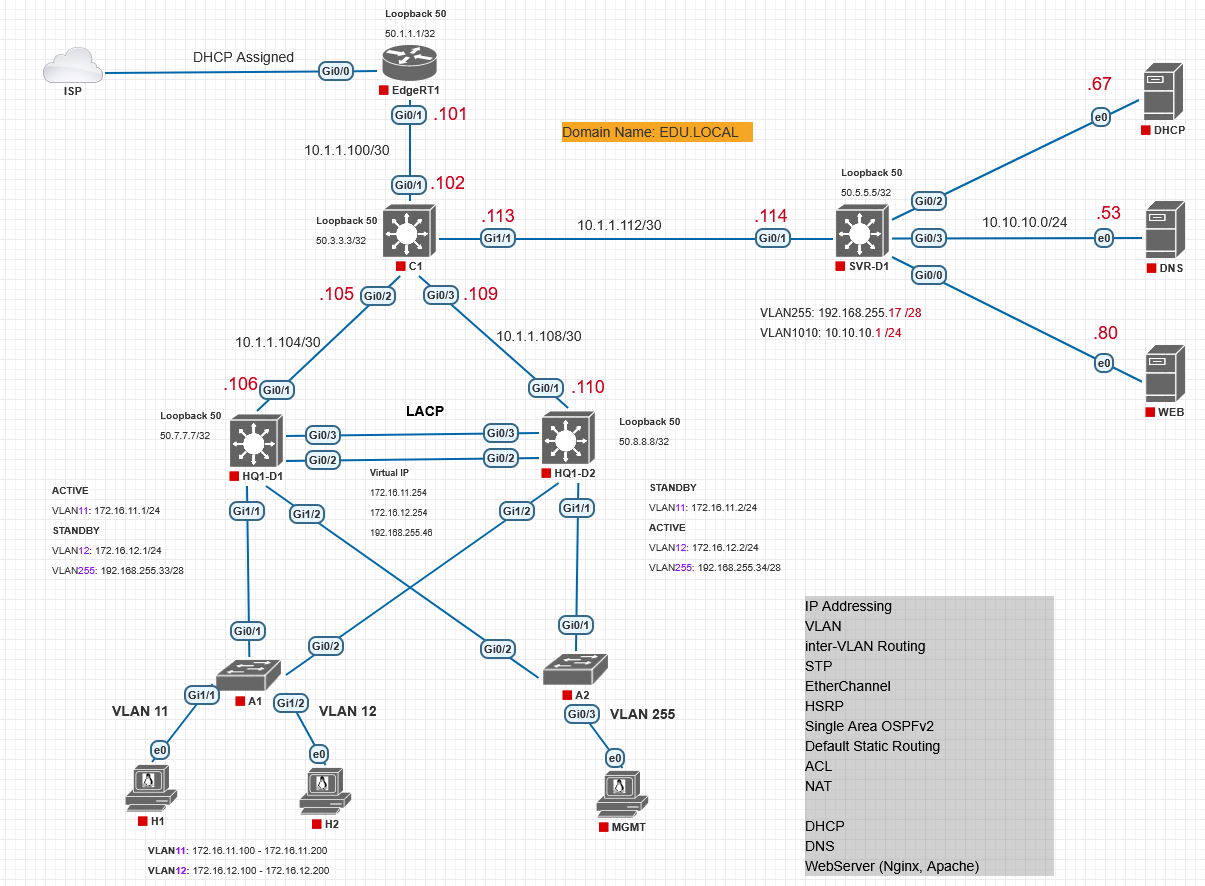 Loopback 50
50.1.1.1/32
DHCP Assigned
Gi0/0
ISP
EdgeRT1
Gi0/1
.101
10.1.1.100/30
Gi0/1
.102
Domain Name: EDU.LOCAL
.67
e0
DHCP
Loopback 50
50.3.3.3/32
C1
.113
Gi1/1
10.1.1.112/30
.114
Gi0/1
Loopback 50
50.5.5.5/32
SVR-D1
Gi0/2
Gi0/3
Gi0/0
10.10.10.0/24
.53
e0
DNS
VLAN255: 192.168.255.17 /28
VLAN1010: 10.10.10.1 /24
.80
e0
WEB
.105
Gi0/2
Gi0/3
.109
10.1.1.104/30
10.1.1.108/30
.106
Gi0/1
Gi0/1
.110
Loopback 50
50.7.7.7/32
HQ1-D1
LACP
Gi0/3
Gi0/3
Gi0/2
Gi0/2
Loopback 50
50.8.8.8/32
HQ1-D2
Virtual IP
172.16.11.254
172.16.12.254
192.168.255.46
ACTIVE
VLAN11: 172.16.11.1/24
STANDBY
VLAN12: 172.16.12.1/24
VLAN255: 192.168.255.33/28
Gi1/1
Gi1/2
Gi1/2
Gi1/1
STANDBY
VLAN11: 172.16.11.2/24
ACTIVE
VLAN12: 172.16.12.2/24
VLAN255: 192.168.255.34/28
Gi0/1
Gi0/2
Gi0/2
Gi0/1
A1
A2
Gi1/1
Gi1/2
Gi0/3
VLAN 11
VLAN 12
VLAN 255
e0
e0
e0
H1
H2
MGMT
VLAN11: 172.16.11.100 - 172.16.11.200
VLAN12: 172.16.12.100 - 172.16.12.200
IP Addressing
VLAN
inter-VLAN Routing
STP
EtherChannel
HSRP
Single Area OSPFv2
Default Static Routing
ACL
NAT
DHCP
DNS
WebServer (Nginx, Apache)